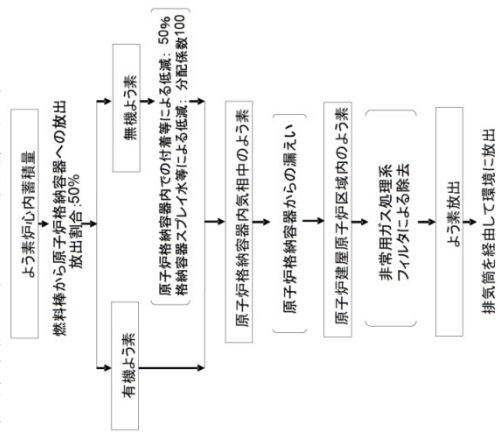 よう素炉心内蓄積量
燃料棒から原子炉格納容器への放出
放出割合:50%
有機よう素
無機よう素
原子炉格納容器内での付着等による低減： 50%
格納容器スプレイ水等による低減： 分配係数100
原子炉格納容器内気相中のよう素
原子炉格納容器からの漏えい
原子炉建屋原子炉区域内のよう素
非常用ガス処理系
フィルタによる除去
よう素放出
排気筒を経由して環境に放出